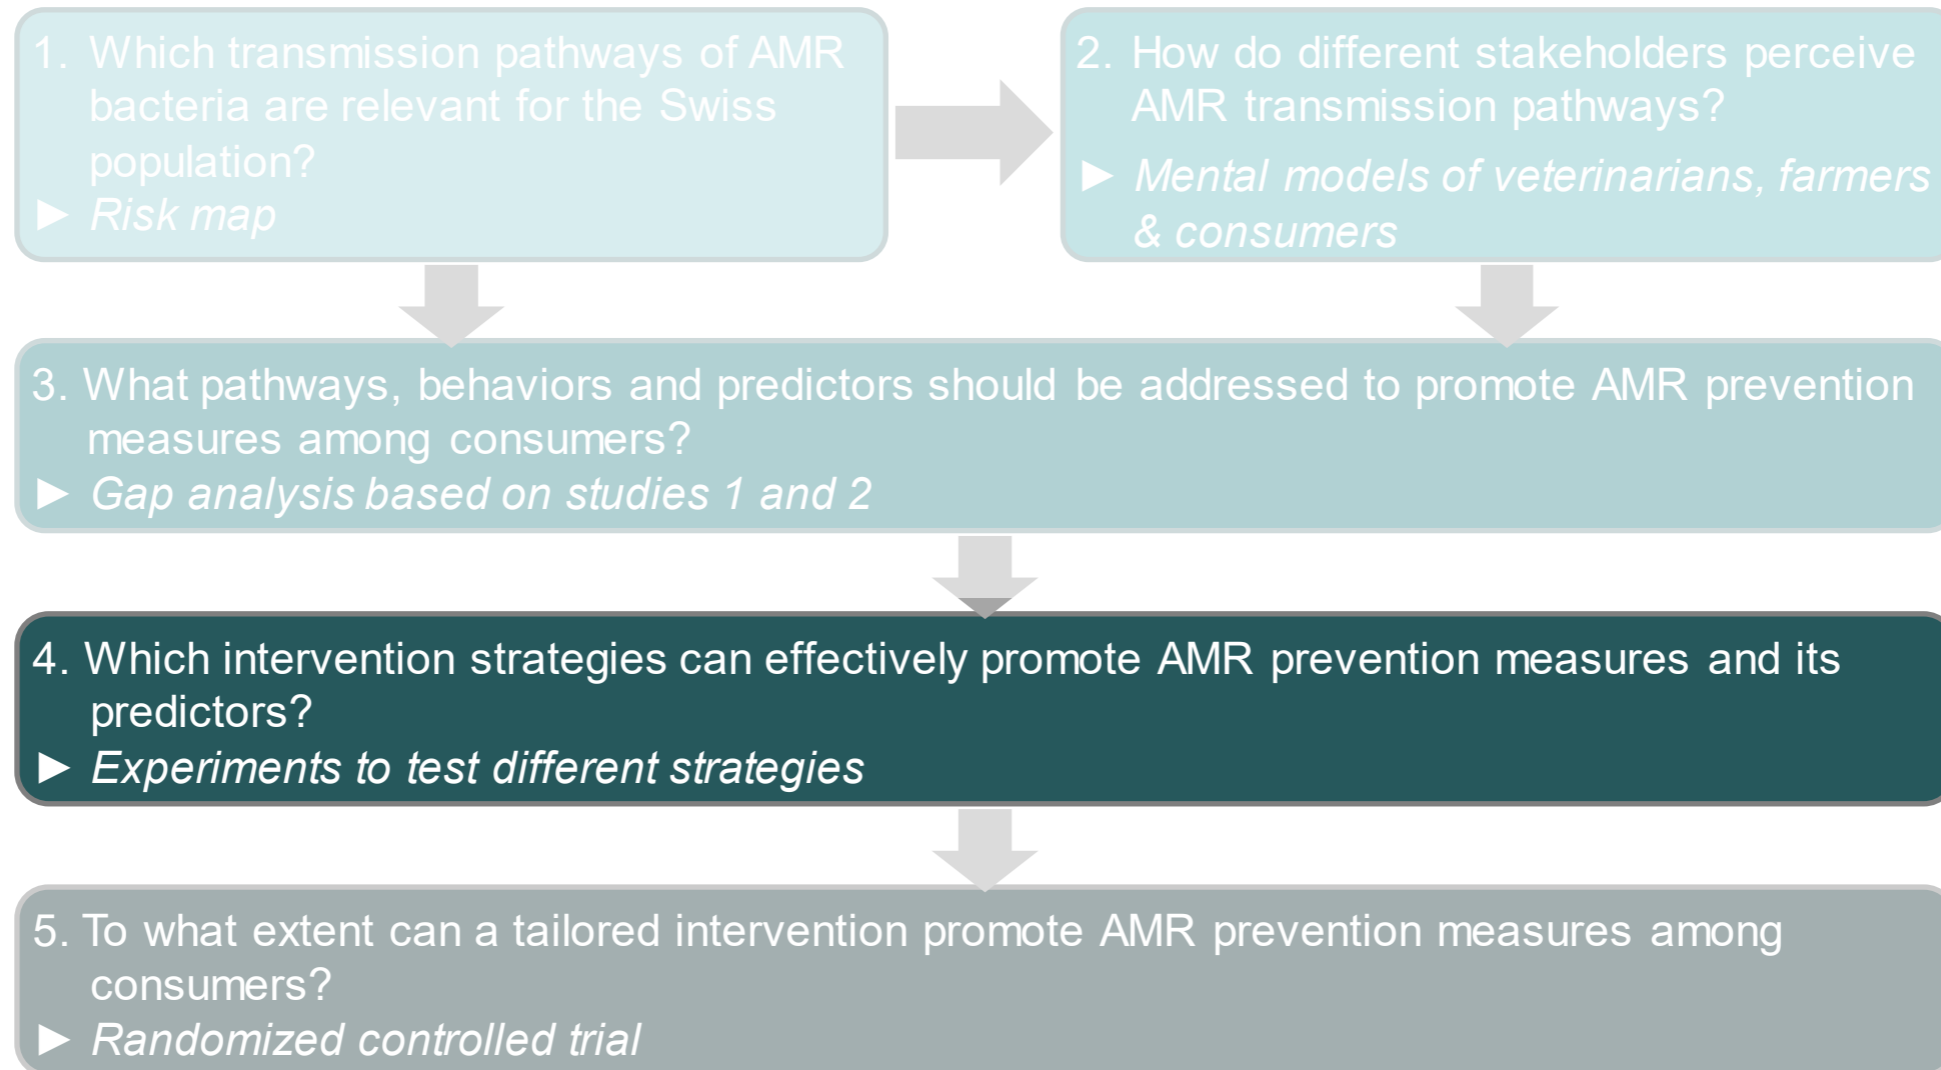 1. Which transmission pathways of AMR
bacteria are relevant for the Swiss
population?
► Risk map
2. How do different stakeholders perceive
AMR transmission pathways?
► Mental models of veterinarians, farmers
& consumers
3. What pathways, behaviors and predictors should be addressed to promote AMR prevention
measures among consumers?
► Gap analysis based on studies 1 and 2
4. Which intervention strategies can effectively promote AMR prevention measures and its
predictors?
► Experiments to test different strategies
5. To what extent can a tailored intervention promote AMR prevention measures among
consumers?
► Randomized controlled trial